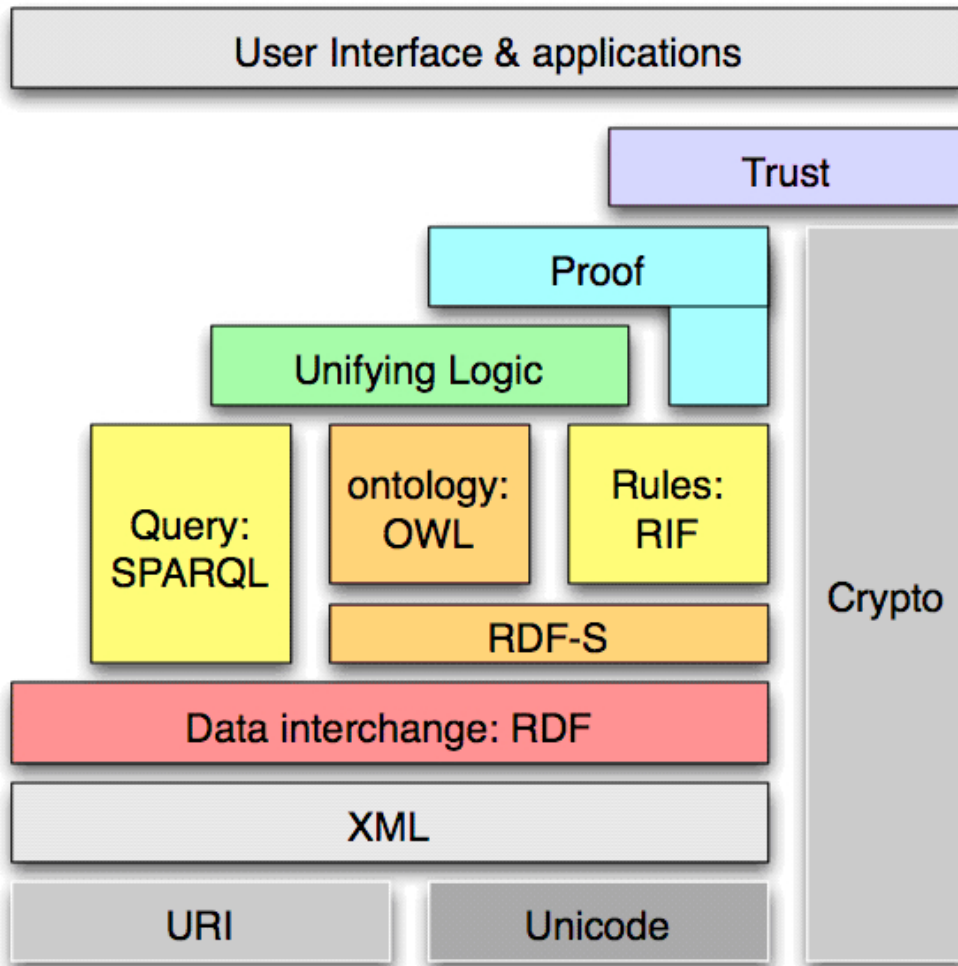 User Interface & applications
Trust
Proof
Unifying Logic
Query:
SPARQL
ontology:
OWL
Rules:
RIF
Crypto
RDF-S
Data interchange: RDF
XML
URI
Unicode